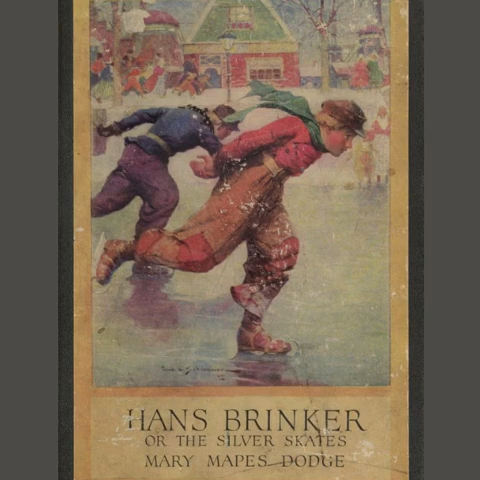 HANS BRINKER
OR THE SILVER SKATES
MARY MAPES DODGE